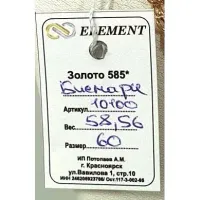 ELEMENT
Золото 585*
Бисмарк
Артикул 10100
Вес. 58,56
Размер 60
ИП Потопаев А.М.
г. Красноярск
ул.Вавилова 1, стр.10